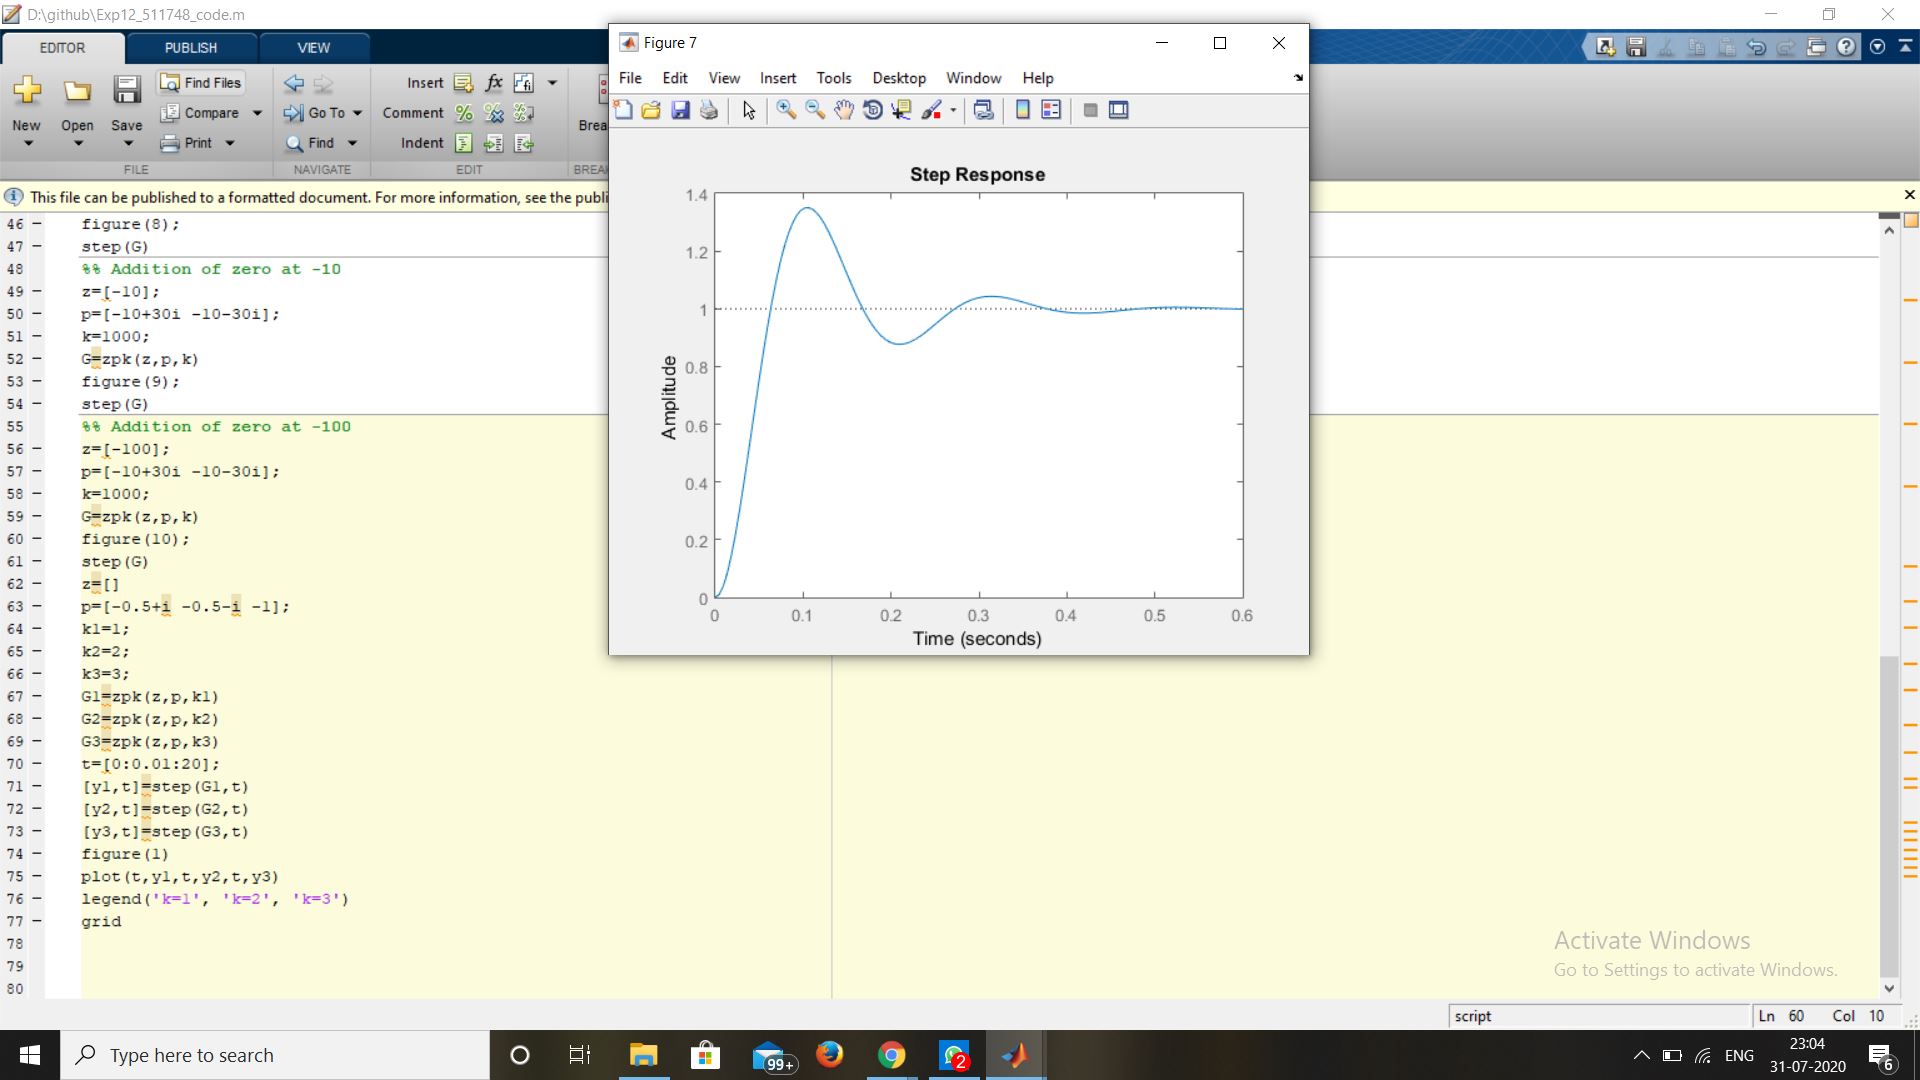 D:\github\Exp12_511748_code.m
EDITOR PUBLISH VIEW
New Open Save
Find Files
Compare
Print
Go To
Find
Insert fx
Comment
Indent
Brea
FILE NAVIGATE EDIT BREA
This file can be published to a formatted document. For more information, see the publi
46 figure(8);
47 step(G)
48 %% Addition of zero at -10
49 z=[-10];
50 p=[-10+30i -10-30i];
51 k=1000;
52 G=zpk(z,p,k)
53 figure(9);
54 step(G)
55 %% Addition of zero at -100
56 z=[-100];
57 p=[-10+30i -10-30i];
58 k=1000;
59 G=zpk(z,p,k)
60 figure(10);
61 step(G)
62 z=[]
63 p=[-0.5+i -0.5-i -1];
64 k1=1;
65 k2=2;
66 k3=3;
67 G1=zpk(z,p,k1)
68 G2=zpk(z,p,k2)
69 G3=zpk(z,p,k3)
70 t=[0:0.01:20];
71 [y1,t]=step(G1,t)
72 [y2,t]=step(G2,t)
73 [y3,t]=step(G3,t)
74 figure(1)
75 plot(t,y1,t,y2,t,y3)
76 legend('k=1', 'k=2', 'k=3')
77 grid
78
79
80
Figure 7
File Edit View Insert Tools Desktop Window Help
Step Response
Amplitude
1.4
1.2
1
0.8
0.6
0.4
0.2
0
0 0.1 0.2 0.3 0.4 0.5 0.6
Time (seconds)
Activate Windows
Go to Settings to activate Windows.
script Ln 60 Col 10
Type here to search
99+
2
ENG
23:04
31-07-2020
6